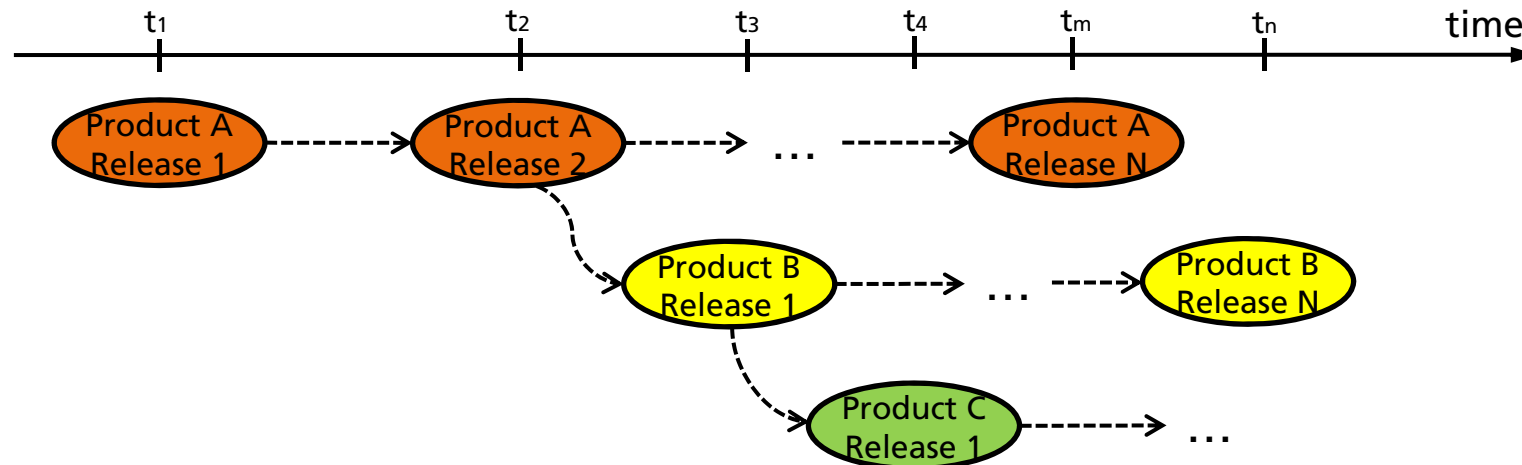 t1 t2 t3 t4 tm tn time
Product A
Release 1
Product A
Release 2
...
Product A
Release N
Product B
Release 1
...
Product B
Release N
Product C
Release 1
...